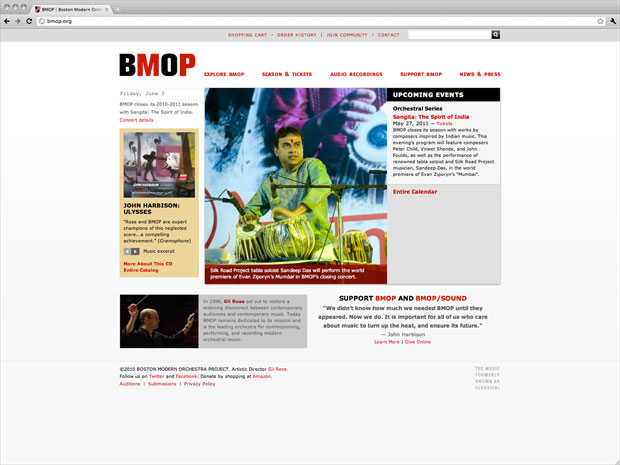 BMOP | Boston Modern Orch
bmop.org
SHOPPING CART • ORDER HISTORY | JOIN COMMUNITY • CONTACT
BMOP
EXPLORE BMOP SEASON & TICKETS AUDIO RECORDINGS SUPPORT BMOP NEWS & PRESS
Friday, June 3
BMOP closes its 2010-2011 season
with Sangita: The Spirit of India.
Concert details
JOHN HARBISON: ULYSSES
JOHN HARBISON:
ULYSSES
"Rose and BMOP are expert
champions of this neglected
score...a compelling
achievement." (Gramophone)
Music excerpt
More About This CD
Entire Catalog
Silk Road Project tabla soloist Sandeep Das will perform the world
premiere of Evan Ziporyn's Mumbai in BMOP's closing concert.
UPCOMING EVENTS
Orchestral Series
Sangita: The Spirit of India
May 27, 2011 — Tickets
BMOP closes its season with works by
composers inspired by Indian music. This
evening's program will feature composers
Peter Child, Vineet Shende, and John
Foulds, as well as the performance of
renowned tabla soloist and Silk Road Project
musician, Sandeep Das, in the world
premiere of Evan Ziporyn's "Mumbai".
Entire Calendar
In 1996, Gil Rose set out to restore a
widening disconnect between contemporary
audiences and contemporary music. Today
BMOP remains dedicated to its mission and
is the leading orchestra for commissioning,
performing, and recording modern
orchestral music.
SUPPORT BMOP AND BMOP/SOUND
"We didn't know how much we needed BMOP until they
appeared. Now we do. It is important for all of us who care
about music to turn up the heat, and ensure its future."
— John Harbison
Learn More | Give Online
©2010 BOSTON MODERN ORCHESTRA PROJECT. Artistic Director Gil Rose.
Follow us on Twitter and Facebook. Donate by shopping at Amazon.
Auditions | Submissions | Privacy Policy
THE MUSIC
FORMERLY
KNOWN AS
CLASSICAL